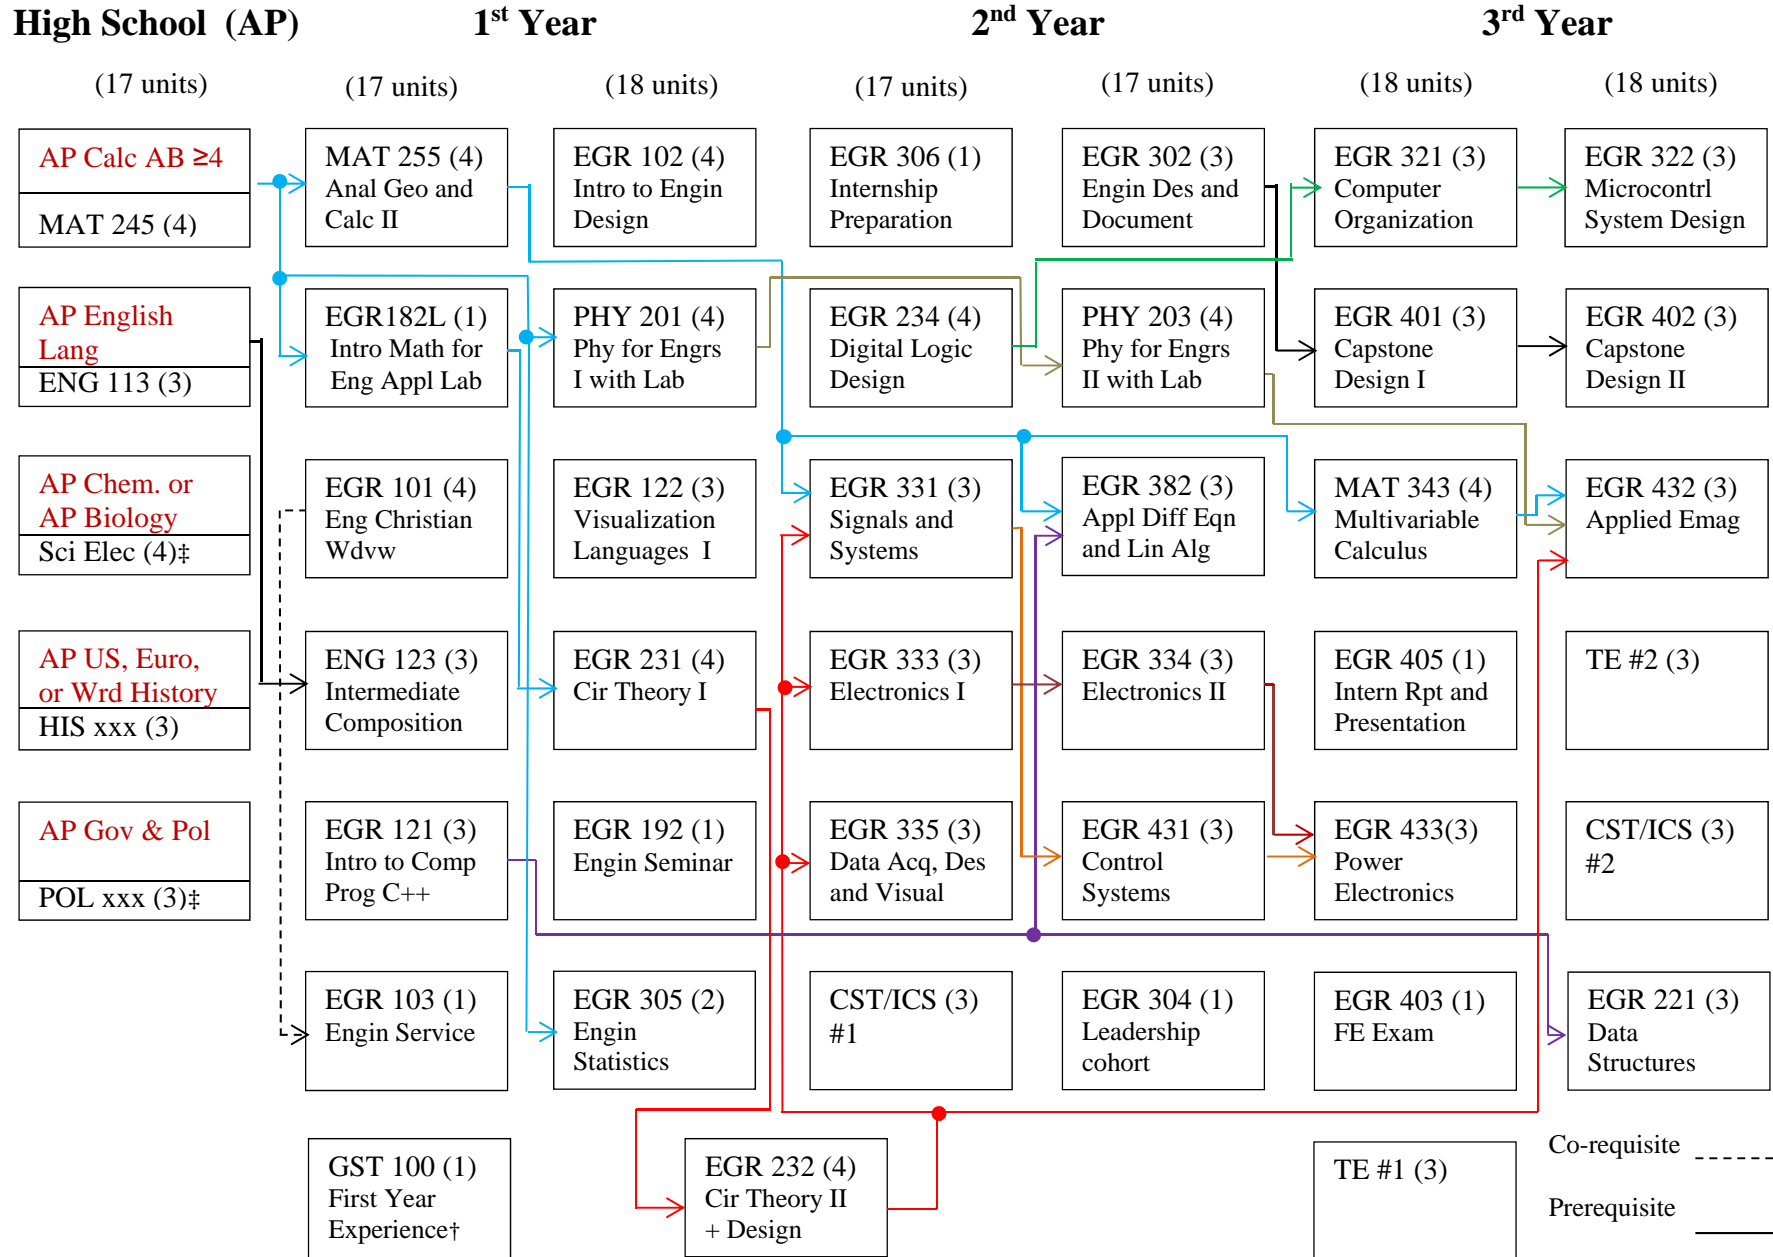 High School (AP)
1st Year
2nd Year
3rd Year
(17 units)
(17 units)
(18 units)
(17 units)
(17 units)
(18 units)
(18 units)
AP Calc AB ≥4
MAT 245 (4)
MAT 255 (4)
Anal Geo and
Calc II
EGR 102 (4)
Intro to Engin
Design
EGR 306 (1)
Internship
Preparation
EGR 302 (3)
Engin Des and
Document
EGR 321 (3)
Computer
Organization
EGR 322 (3)
Microcontrl
System Design
AP English
Lang
ENG 113 (3)
EGR182L (1)
Intro Math for
Eng Appl Lab
PHY 201 (4)
Phy for Engrs
I with Lab
EGR 234 (4)
Digital Logic
Design
PHY 203 (4)
Phy for Engrs
II with Lab
EGR 401 (3)
Capstone
Design I
EGR 402 (3)
Capstone
Design II
AP Chem. or
AP Biology
Sci Elec (4)‡
EGR 101 (4)
Eng Christian
Wdvw
EGR 122 (3)
Visualization
Languages I
EGR 331 (3)
Signals and
Systems
EGR 382 (3)
Appl Diff Eqn
and Lin Alg
MAT 343 (4)
Multivariable
Calculus
EGR 432 (3)
Applied Emag
AP US, Euro,
or Wrd History
HIS xxx (3)
ENG 123 (3)
Intermediate
Composition
EGR 231 (4)
Cir Theory I
EGR 333 (3)
Electronics I
EGR 334 (3)
Electronics II
EGR 405 (1)
Intern Rpt and
Presentation
TE #2 (3)
AP Gov & Pol
POL xxx (3)‡
EGR 121 (3)
Intro to Comp
Prog C++
EGR 192 (1)
Engin Seminar
EGR 335 (3)
Data Acq, Des
and Visual
EGR 431 (3)
Control
Systems
EGR 433(3)
Power
Electronics
CST/ICS (3)
#2
EGR 103 (1)
Engin Service
EGR 305 (2)
Engin
Statistics
CST/ICS (3)
#1
EGR 304 (1)
Leadership
cohort
EGR 403 (1)
FE Exam
EGR 221 (3)
Data
Structures
GST 100 (1)
First Year
Experience†
EGR 232 (4)
Cir Theory II
+ Design
TE #1 (3)
Co-requisite
Prerequisite